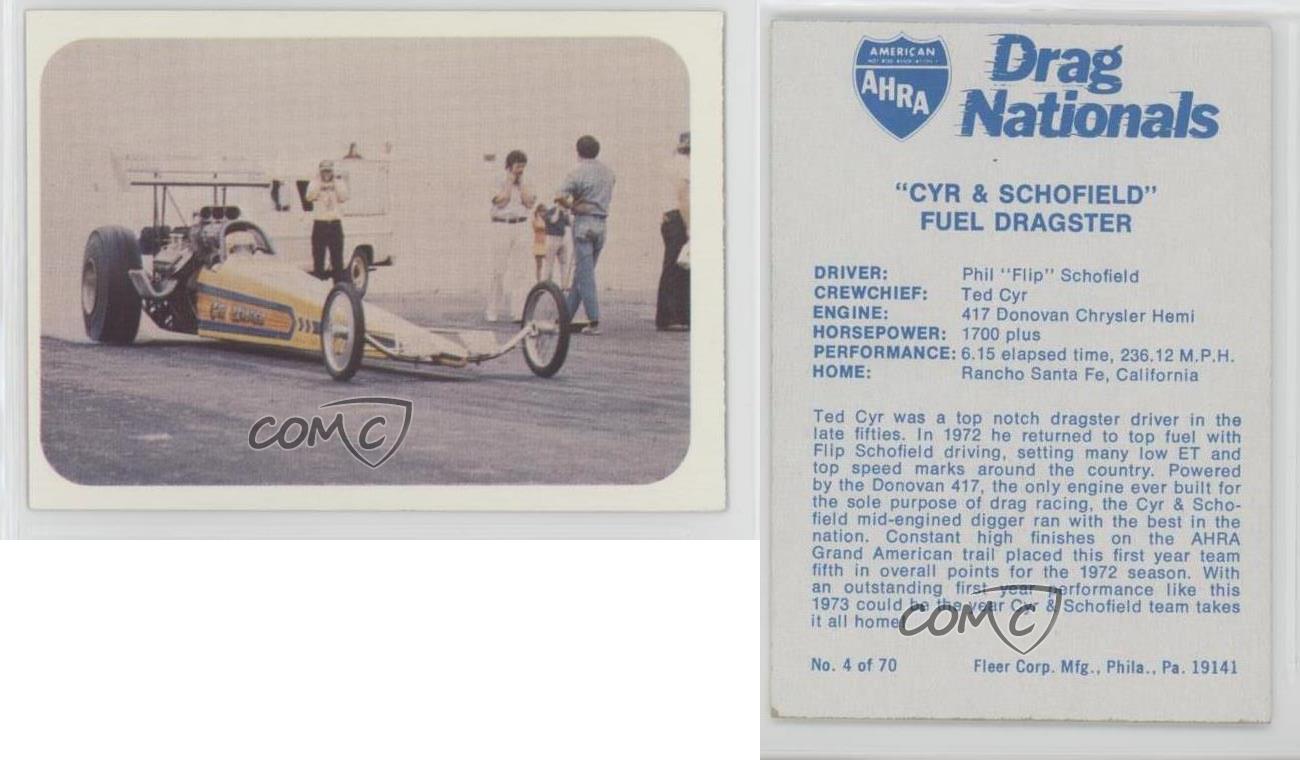 COMC
AMERICAN
HOT ROD ASSOCIATION
AHRA
Drag
Nationals
"CYR & SCHOFIELD"
FUEL DRAGSTER
DRIVER: Phil "Flip" Schofield
CREWCHIEF: Ted Cyr
ENGINE: 417 Donovan Chrysler Hemi
HORSEPOWER: 1700 plus
PERFORMANCE: 6.15 elapsed time, 236.12 M.P.H.
HOME: Rancho Santa Fe, California
Ted Cyr was a top notch dragster driver in the
late fifties. In 1972 he returned to top fuel with
Flip Schofield driving, setting many low ET and
top speed marks around the country. Powered
by the Donovan 417, the only engine ever built for
the sole purpose of drag racing, the Cyr & Scho-
field mid-engined digger ran with the best in the
nation. Constant high finishes on the AHRA
Grand American trail placed this first year team
fifth in overall points for the 1972 season. With
an outstanding first year performance like this
1973 could be the year Cyr & Schofield team takes
it all home
COMC
No. 4 of 70 Fleer Corp. Mfg., Phila., Pa. 19141